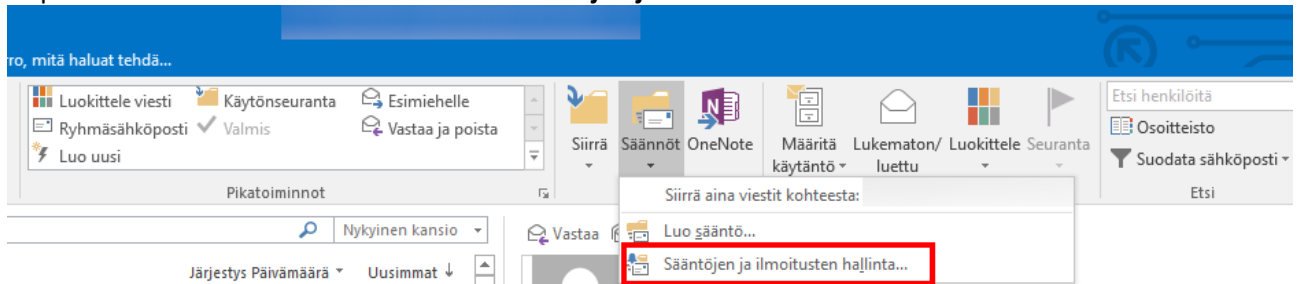 rro, mitä haluat tehdä...
Luokittele viesti Käytönseuranta Esimiehelle
Ryhmäsähköposti Valmis Vastaa ja poista
Luo uusi
Pikatoiminnot
Siirrä Säännöt OneNote Määritä käytäntö Lukematon/ luettu Luokittele Seuranta
Etsi henkilöitä
Osoitteisto
Suodata sähköposti
Etsi
Siirrä aina viestit kohteesta:
Luo sääntö...
Sääntöjen ja ilmoitusten hallinta...
Nykyinen kansio
Vastaa
Järjestys Päivämäärä Uusimmat ↓